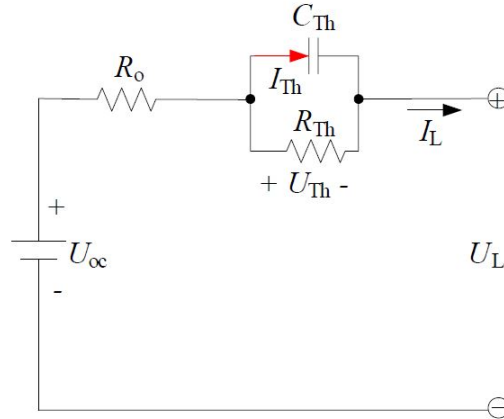 C_Th
R_o
I_Th
R_Th
I_L
+ U_Th -
+
U_oc
-
U_L